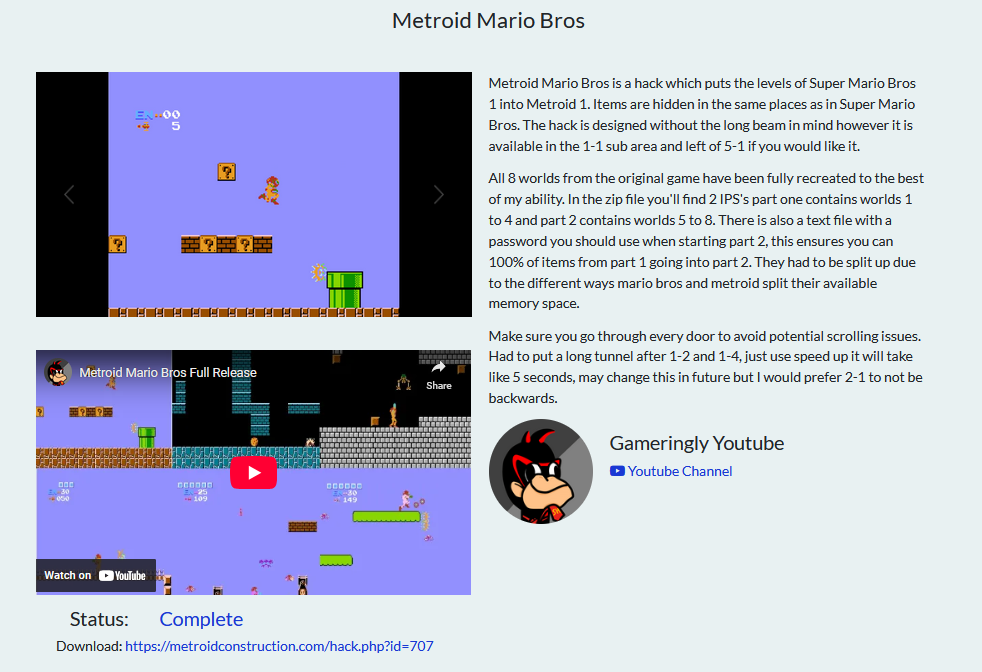 Metroid Mario Bros
00
5
Metroid Mario Bros is a hack which puts the levels of Super Mario Bros
1 into Metroid 1. Items are hidden in the same places as in Super Mario
Bros. The hack is designed without the long beam in mind however it is
available in the 1-1 sub area and left of 5-1 if you would like it.
All 8 worlds from the original game have been fully recreated to the best
of my ability. In the zip file you'll find 2 IPS's part one contains worlds 1
to 4 and part 2 contains worlds 5 to 8. There is also a text file with a
password you should use when starting part 2, this ensures you can
100% of items from part 1 going into part 2. They had to be split up due
to the different ways mario bros and metroid split their available
memory space.
Make sure you go through every door to avoid potential scrolling issues.
Had to put a long tunnel after 1-2 and 1-4, just use speed up it will take
like 5 seconds, may change this in future but I would prefer 2-1 to not be
backwards.
Gameringly Youtube
Youtube Channel
Metroid Mario Bros Full Release
Share
Watch on YouTube
Status: Complete
Download: https://metroidconstruction.com/hack.php?id=707